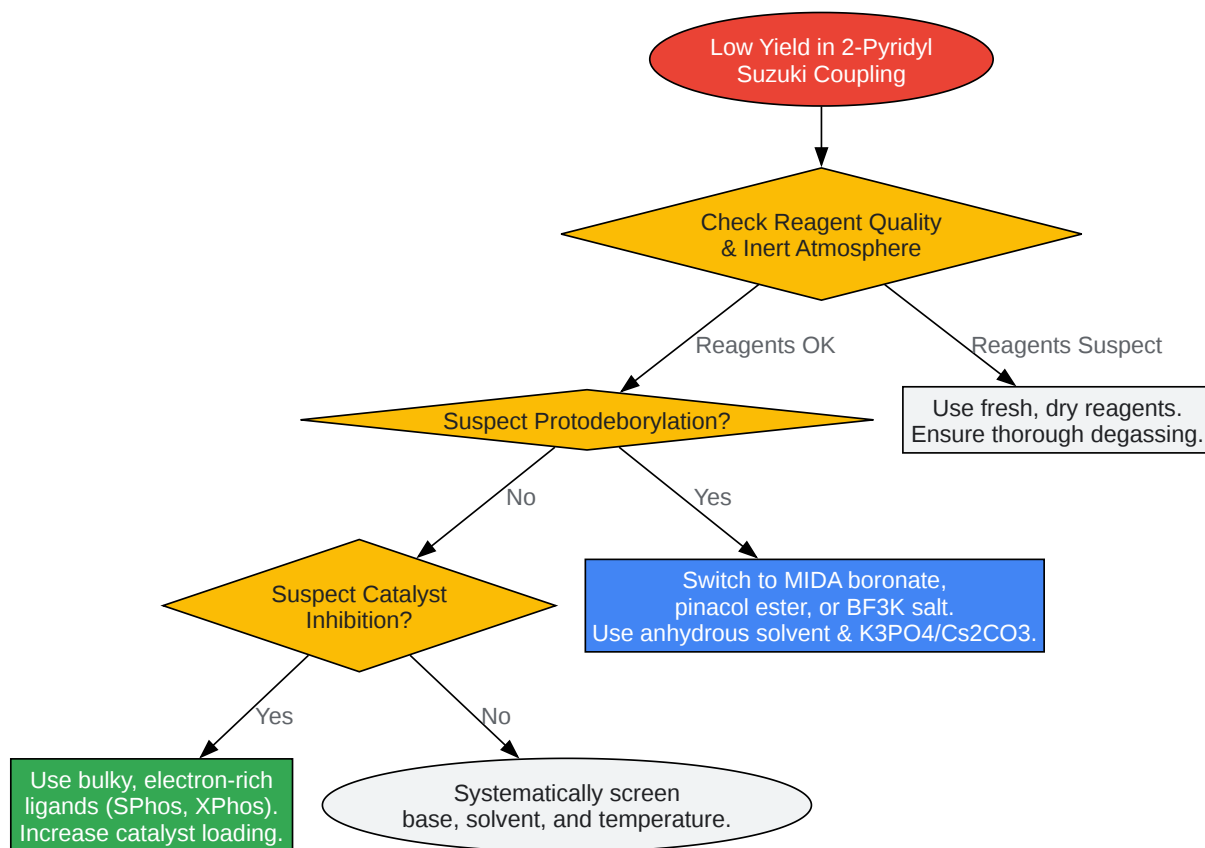 Low Yield in 2-Pyridyl
Suzuki Coupling
Check Reagent Quality
& Inert Atmosphere
Reagents OK
Reagents Suspect
Suspect Protodeborylation?
Use fresh, dry reagents.
Ensure thorough degassing.
No
Yes
Suspect Catalyst
Inhibition?
Switch to MIDA boronate,
pinacol ester, or BF3K salt.
Use anhydrous solvent & K3PO4/Cs2CO3.
Yes
No
Use bulky, electron-rich
ligands (SPhos, XPhos).
Increase catalyst loading.
Systematically screen
base, solvent, and temperature.